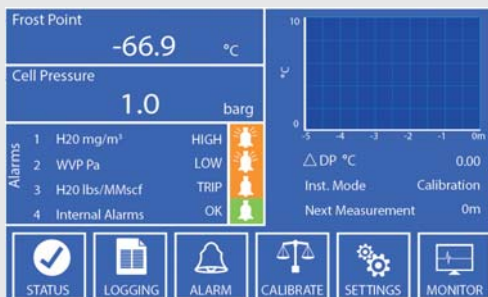 Frost Point
-66.9 °C
Cell Pressure
1.0 barg
Alarms
1 H20 mg/m³ HIGH
2 WVP Pa LOW
3 H20 lbs/MMscf TRIP
4 Internal Alarms OK
10
°C
0
-5 -4 -3 -2 -1 0m
△DP °C 0.00
Inst. Mode Calibration
Next Measurement 0m
STATUS LOGGING ALARM CALIBRATE SETTINGS MONITOR